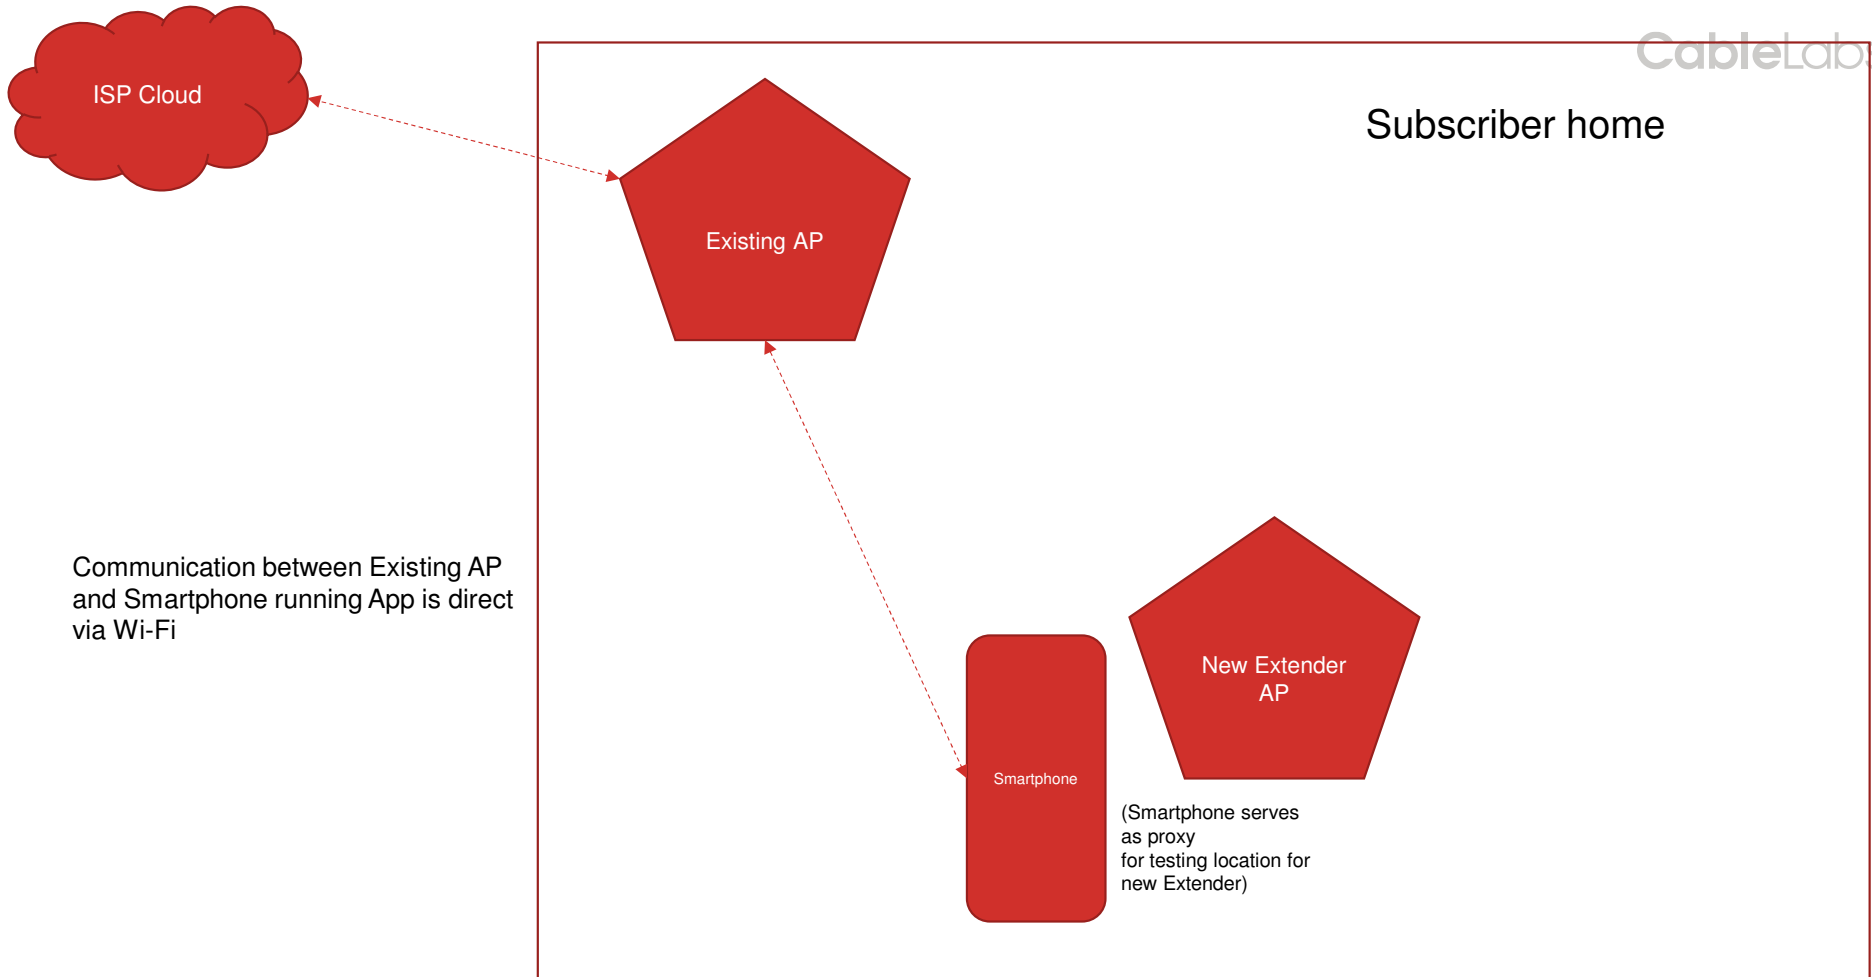 CableLabs
ISP Cloud
Subscriber home
Existing AP
Communication between Existing AP
and Smartphone running App is direct
via Wi-Fi
New Extender
AP
Smartphone
(Smartphone serves
as proxy
for testing location for
new Extender)